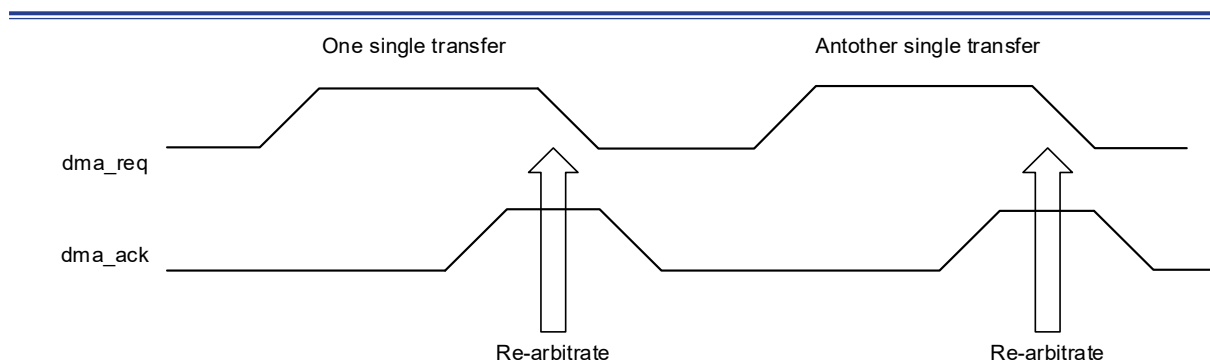 One single transfer
Antother single transfer
dma_req
dma_ack
Re-arbitrate
Re-arbitrate